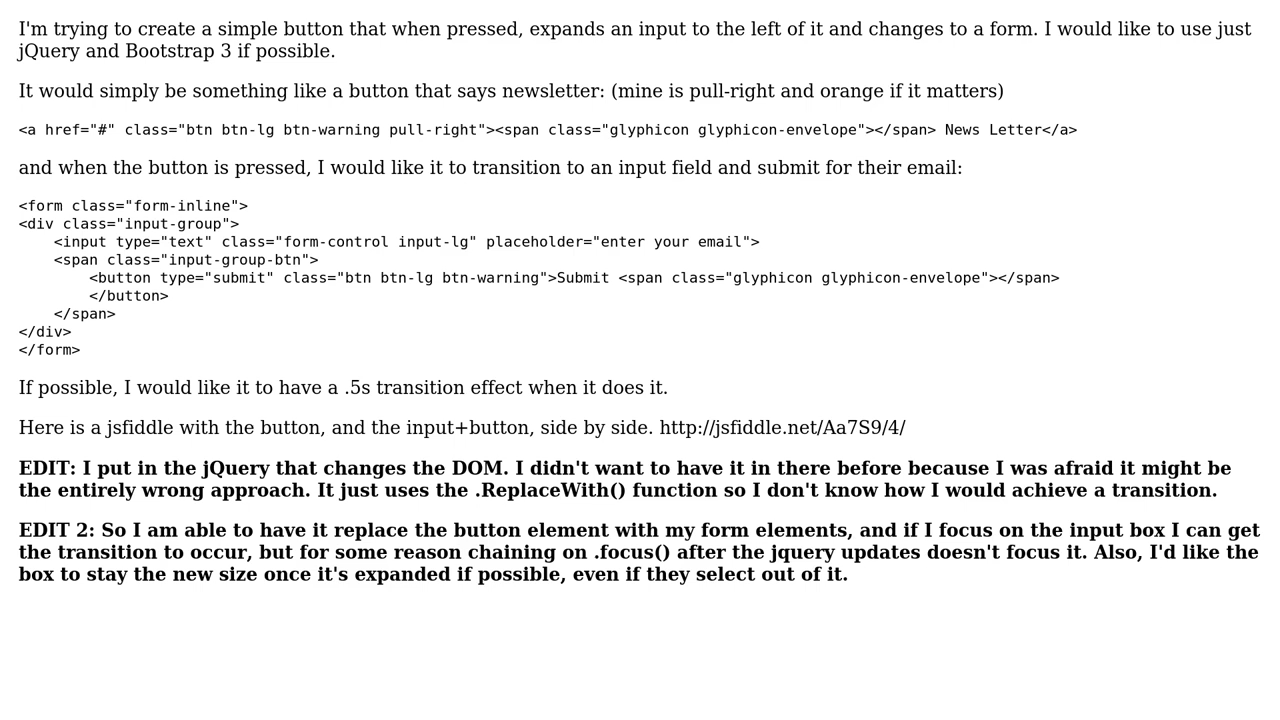 I'm trying to create a simple button that when pressed, expands an input to the left of it and changes to a form. I would like to use just
jQuery and Bootstrap 3 if possible.
It would simply be something like a button that says newsletter: (mine is pull-right and orange if it matters)
<a href="#" class="btn btn-lg btn-warning pull-right"><span class="glyphicon glyphicon-envelope"></span> News Letter</a>
and when the button is pressed, I would like it to transition to an input field and submit for their email:
<form class="form-inline">
<div class="input-group">
    <input type="text" class="form-control input-lg" placeholder="enter your email">
    <span class="input-group-btn">
        <button type="submit" class="btn btn-lg btn-warning">Submit <span class="glyphicon glyphicon-envelope"></span>
        </button>
    </span>
</div>
</form>
If possible, I would like it to have a .5s transition effect when it does it.
Here is a jsfiddle with the button, and the input+button, side by side. http://jsfiddle.net/Aa7S9/4/
EDIT: I put in the jQuery that changes the DOM. I didn't want to have it in there before because I was afraid it might be
the entirely wrong approach. It just uses the .ReplaceWith() function so I don't know how I would achieve a transition.
EDIT 2: So I am able to have it replace the button element with my form elements, and if I focus on the input box I can get
the transition to occur, but for some reason chaining on .focus() after the jquery updates doesn't focus it. Also, I'd like the
box to stay the new size once it's expanded if possible, even if they select out of it.